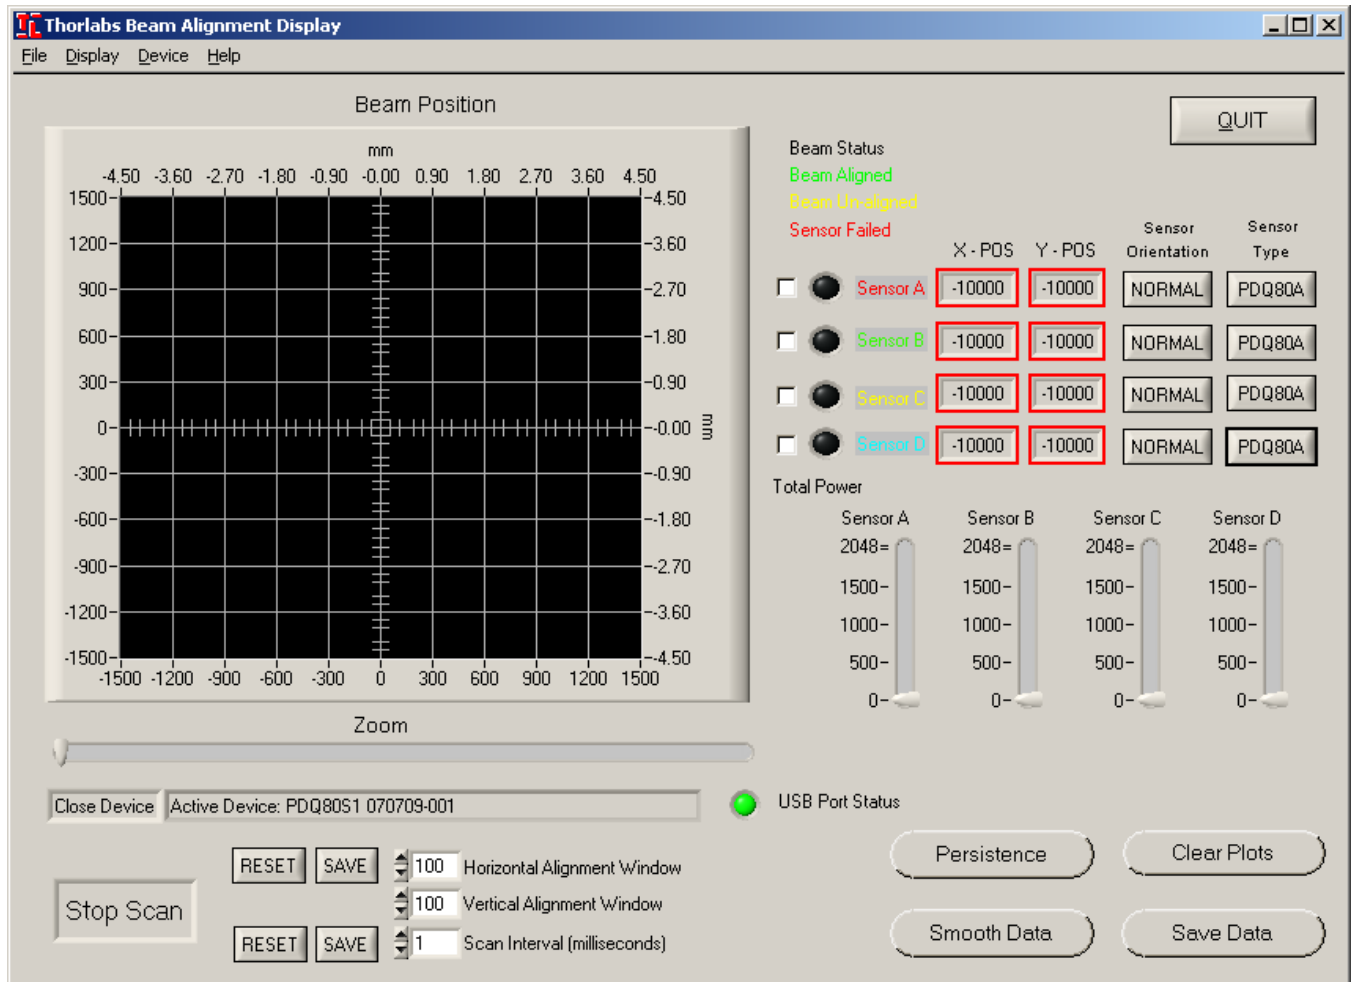 Thorlabs Beam Alignment Display
File Display Device Help
Beam Position
QUIT
mm
-4.50 -3.60 -2.70 -1.80 -0.90 -0.00 0.90 1.80 2.70 3.60 4.50
1500 4.50
1200 3.60
900 2.70
600 1.80
300 0.90
0 -0.00 mm
-300 -0.90
-600 -1.80
-900 -2.70
-1200 -3.60
-1500 -4.50
-1500 -1200 -900 -600 -300 0 300 600 900 1200 1500
Zoom
Beam Status
Beam Aligned
Beam Un-aligned
Sensor Failed
X - POS Y - POS Sensor Orientation Sensor Type
Sensor A -10000 -10000 NORMAL PDQ80A
Sensor B -10000 -10000 NORMAL PDQ80A
Sensor C -10000 -10000 NORMAL PDQ80A
Sensor D -10000 -10000 NORMAL PDQ80A
Total Power
Sensor A Sensor B Sensor C Sensor D
2048 2048 2048 2048
1500 1500 1500 1500
1000 1000 1000 1000
500 500 500 500
0 0 0 0
Close Device Active Device: PDQ80S1 070709-001
USB Port Status
RESET SAVE 100 Horizontal Alignment Window
100 Vertical Alignment Window
Stop Scan
RESET SAVE 1 Scan Interval (milliseconds)
Persistence Clear Plots
Smooth Data Save Data